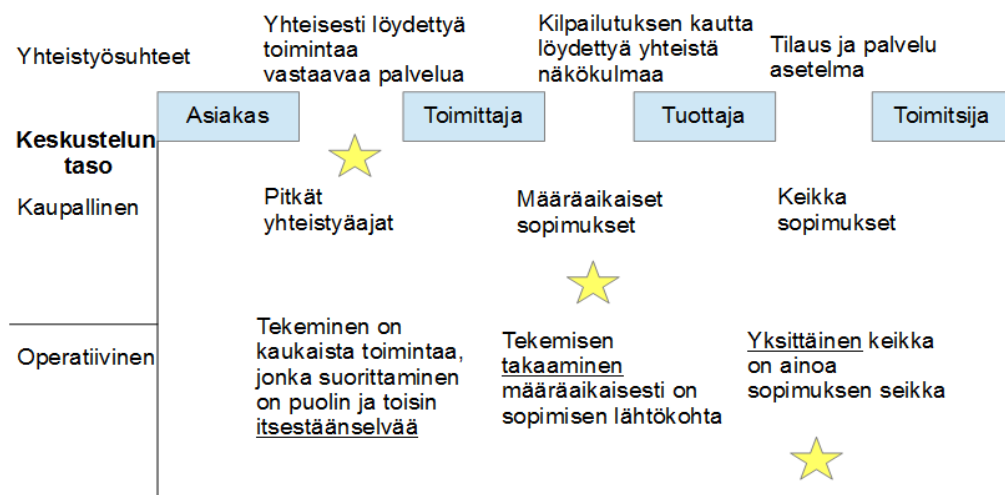 Yhteistyösuhteet
Yhteisesti löydettyä
toimintaa
vastaavaa palvelua
Kilpailutuksen kautta
löydettyä yhteistä
näkökulmaa
Tilaus ja palvelu
asetelma
Asiakas
Toimittaja
Tuottaja
Toimitsija
Keskustelun
taso
Kaupallinen
Pitkät
yhteistyäajat
Määräaikaiset
sopimukset
Keikka
sopimukset
Operatiivinen
Tekeminen on
kaukaista toimintaa,
jonka suorittaminen
on puolin ja toisin
itsestäänselvää
Tekemisen
takaaminen
määräaikaisesti on
sopimisen lähtökohta
Yksittäinen keikka
on ainoa
sopimuksen seikka